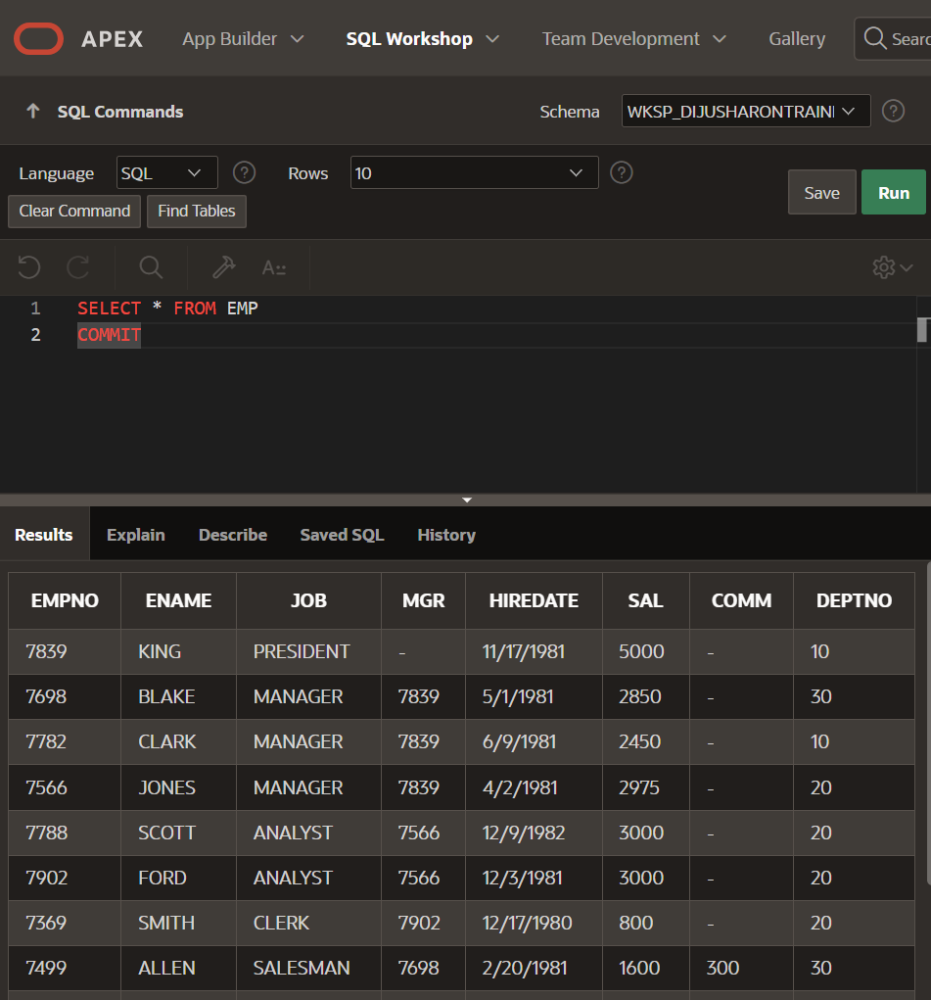 APEX App Builder SQL Workshop Team Development Gallery
SQL Commands Schema WKSP_DIJUSHARONTRAINI ?
Language SQL ? Rows 10 ?
Save Run
Clear Command Find Tables
A::
1 SELECT * FROM EMP
2 COMMIT
Results Explain Describe Saved SQL History
EMPNO ENAME JOB MGR HIREDATE SAL COMM DEPTNO
7839 KING PRESIDENT - 11/17/1981 5000 - 10
7698 BLAKE MANAGER 7839 5/1/1981 2850 - 30
7782 CLARK MANAGER 7839 6/9/1981 2450 - 10
7566 JONES MANAGER 7839 4/2/1981 2975 - 20
7788 SCOTT ANALYST 7566 12/9/1982 3000 - 20
7902 FORD ANALYST 7566 12/3/1981 3000 - 20
7369 SMITH CLERK 7902 12/17/1980 800 - 20
7499 ALLEN SALESMAN 7698 2/20/1981 1600 300 30